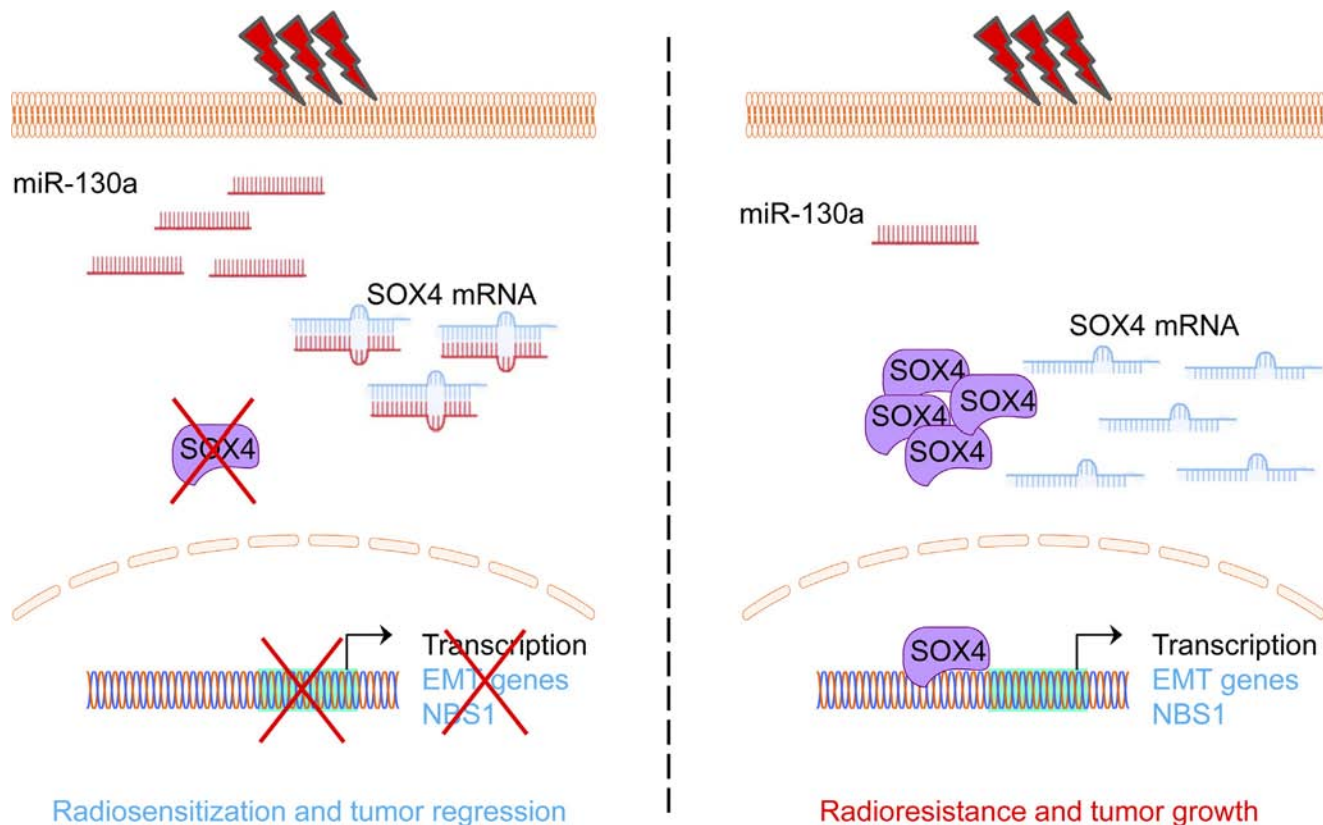 miR-130a
SOX4 mRNA
SOX4
Transcription
EMT genes
NBS1
Radiosensitization and tumor regression
miR-130a
SOX4 mRNA
SOX4
SOX4
SOX4
SOX4
SOX4
Transcription
EMT genes
NBS1
Radioresistance and tumor growth